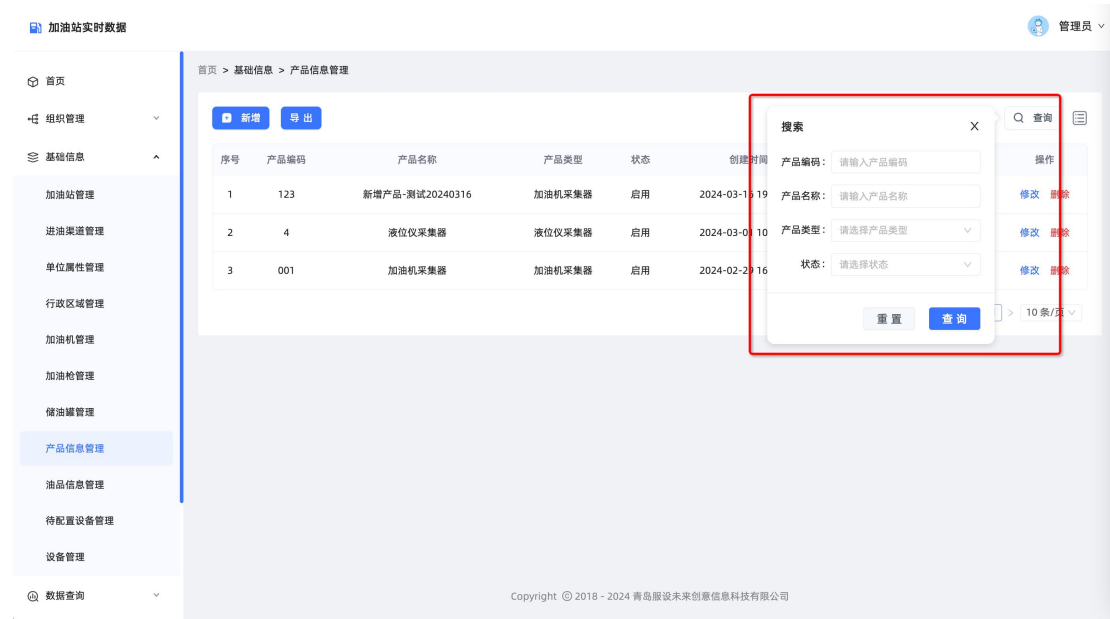 加油站实时数据
管理员
首页
组织管理
基础信息
加油站管理
进油渠道管理
单位属性管理
行政区域管理
加油机管理
加油枪管理
储油罐管理
产品信息管理
油品信息管理
待配置设备管理
设备管理
数据查询
首页 > 基础信息 > 产品信息管理
新增 导出
查询
序号 产品编码 产品名称 产品类型 状态 创建时间 操作
1 123 新增产品-测试20240316 加油机采集器 启用 2024-03-16 19 修改 删除
2 4 液位仪采集器 液位仪采集器 启用 2024-03-01 10 修改 删除
3 001 加油机采集器 加油机采集器 启用 2024-02-29 16 修改 删除
> 10 条/页
搜索 X
产品编码: 请输入产品编码
产品名称: 请输入产品名称
产品类型: 请选择产品类型
状态: 请选择状态
重置 查询
Copyright © 2018 - 2024 青岛服设未来创意信息科技有限公司